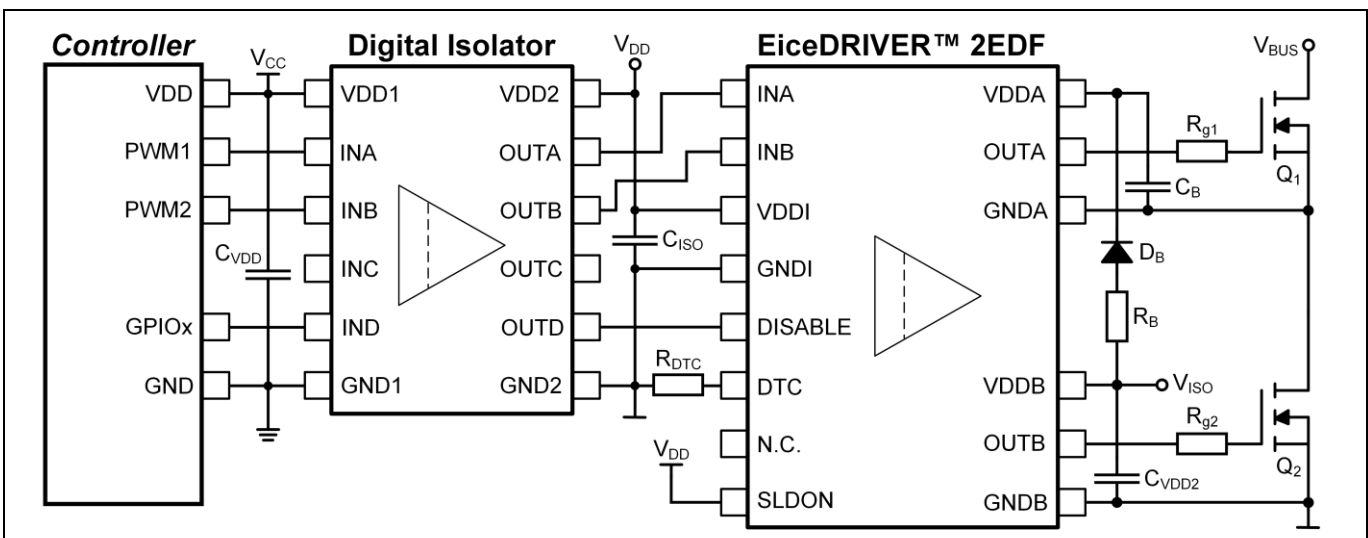 Controller
Digital Isolator
EiceDRIVER™ 2EDF
VCC
VDD
VBUS
VDD
VDD1
VDD2
INA
VDDA
PWM1
INA
OUTA
INB
OUTA
Rg1
Q1
CB
PWM2
INB
OUTB
VDDI
GNDA
CVDD
CISO
INC
OUTC
GNDI
DB
GPIOx
IND
OUTD
DISABLE
RB
RDTC
GND
GND1
GND2
DTC
VDDB
VISO
VDD
N.C.
OUTB
Rg2
Q2
CVDD2
SLDON
GNDB